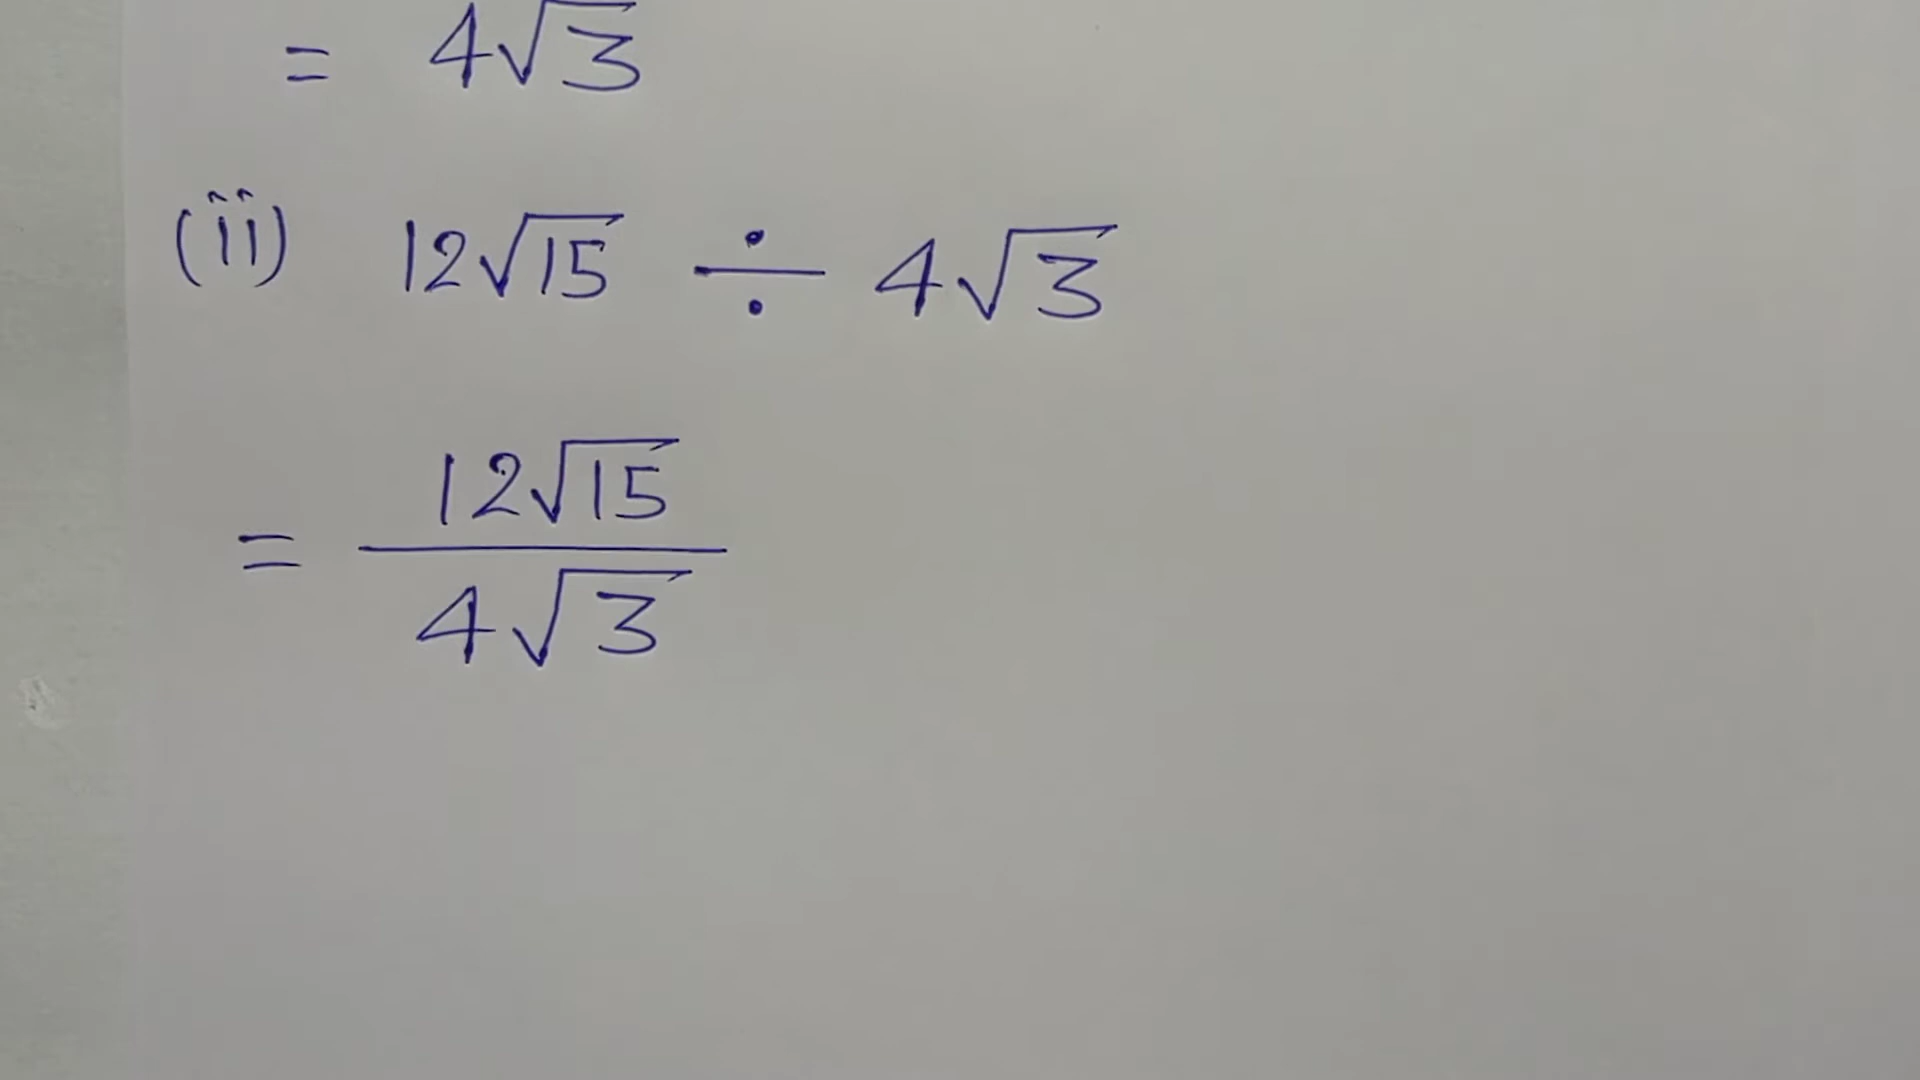 = 4√3
(ii) 12√15 ÷ 4√3
= 12√15
4√3